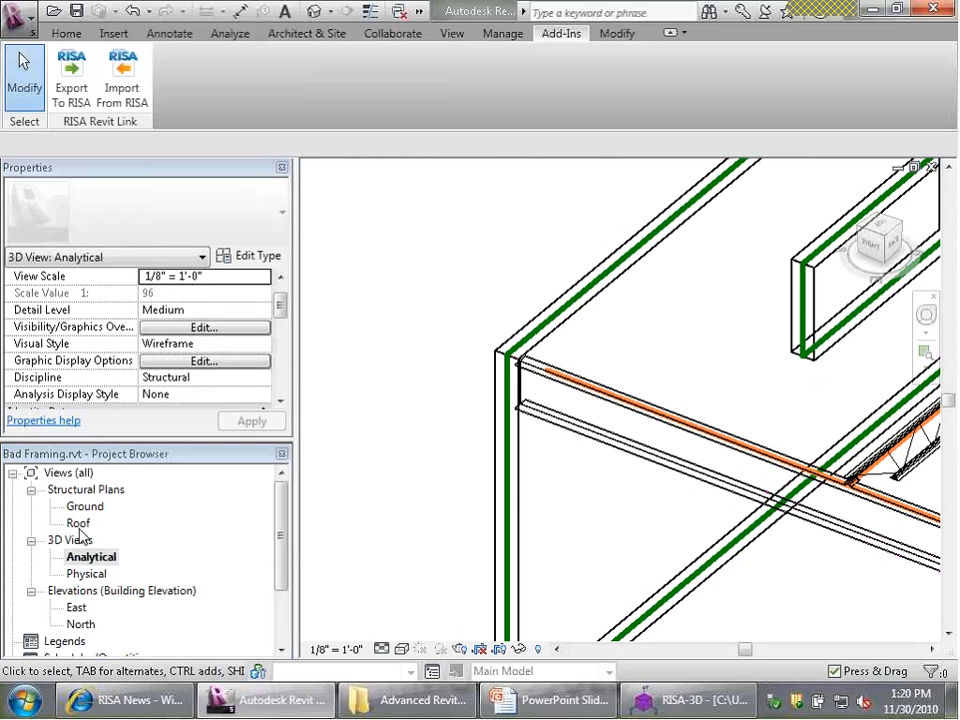 Autodesk Re...
Type a keyword or phrase
Home Insert Annotate Analyze Architect & Site Collaborate View Manage Add-Ins Modify
Modify
Export To RISA
Import From RISA
Select RISA Revit Link
Properties
3D View: Analytical
Edit Type
View Scale 1/8" = 1'-0"
Scale Value 1: 96
Detail Level Medium
Visibility/Graphics Ove... Edit...
Visual Style Wireframe
Graphic Display Options Edit...
Discipline Structural
Analysis Display Style None
Properties help Apply
Bad Framing.rvt - Project Browser
Views (all)
Structural Plans
Ground
Roof
3D Views
Analytical
Physical
Elevations (Building Elevation)
East
North
Legends
RIGHT
1/8" = 1'-0"
Click to select, TAB for alternates, CTRL adds, SHI
Main Model
Press & Drag
:0
RISA News - Wi...
Autodesk Revit ...
Advanced Revit...
PowerPoint Slid...
RISA-3D - [C:\U...
1:20 PM
11/30/2010